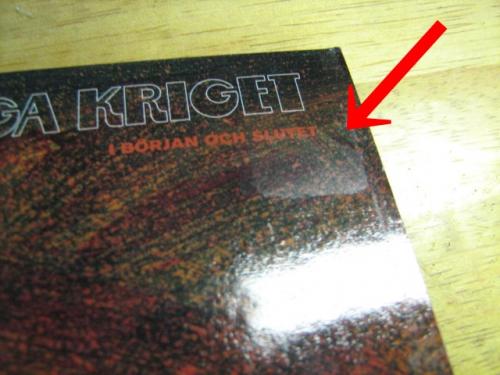 GA KRIGET
I BÖRJAN OCH SLUTET